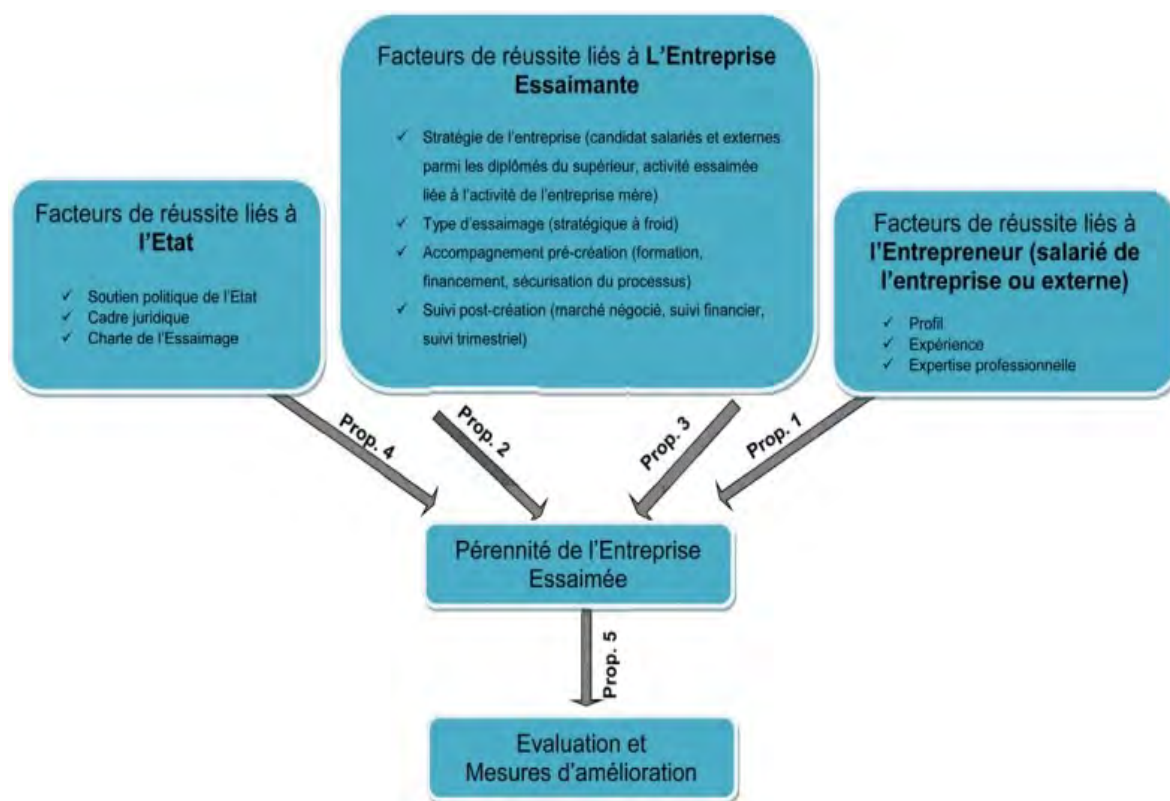 Facteurs de réussite liés à
l'Etat
✓ Soutien politique de l'Etat
✓ Cadre juridique
✓ Charte de l'Essaimage
Facteurs de réussite liés à L'Entreprise
Essaimante
✓ Stratégie de l'entreprise (candidat salariés et externes
parmi les diplômés du supérieur, activité essaimée
liée à l'activité de l'entreprise mère)
✓ Type d'essaimage (stratégique à froid)
✓ Accompagnement pré-création (formation,
financement, sécurisation du processus)
✓ Suivi post-création (marché négocié, suivi financier,
suivi trimestriel)
Facteurs de réussite liés à
l'Entrepreneur (salarié de
l'entreprise ou externe)
✓ Profil
✓ Expérience
✓ Expertise professionnelle
Prop. 4
Prop. 2
Prop. 3
Prop. 1
Pérennité de l'Entreprise
Essaimée
Prop. 5
Evaluation et
Mesures d'amélioration